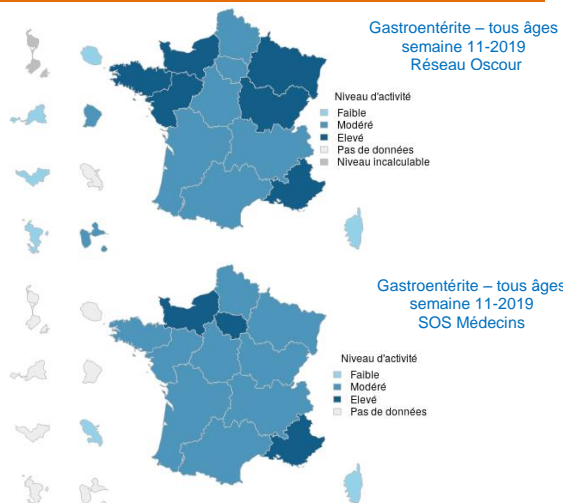 Gastroentérite – tous âges
semaine 11-2019
Réseau Oscour
Niveau d'activité
Faible
Modéré
Elevé
Pas de données
Niveau incalculable
Gastroentérite – tous âges
semaine 11-2019
SOS Médecins
Niveau d'activité
Faible
Modéré
Elevé
Pas de données